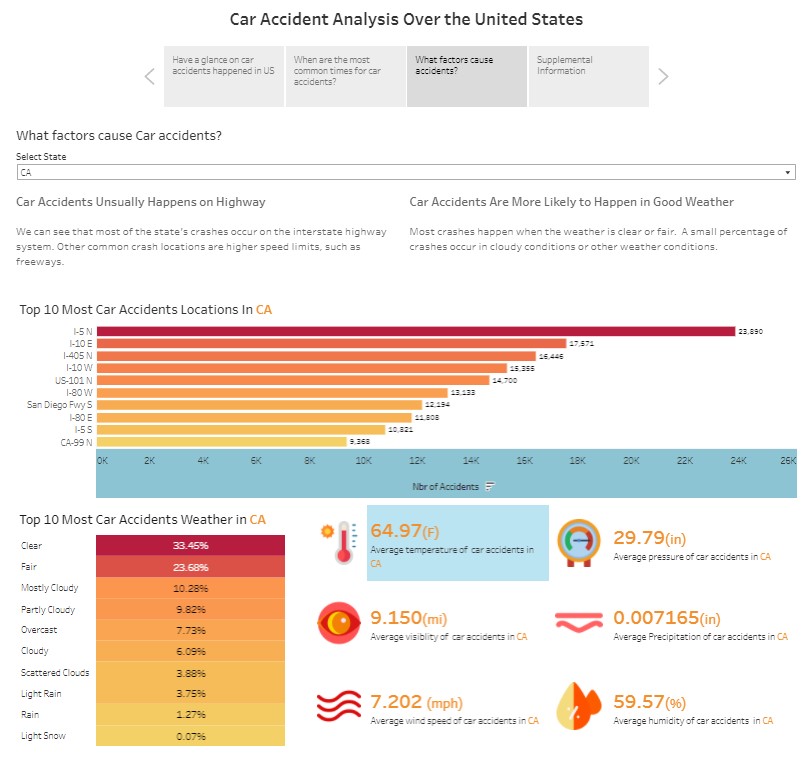 Car Accident Analysis Over the United States
Have a glance on car
accidents happened in US
When are the most
common times for car
accidents?
What factors cause
accidents?
Supplemental
Information
What factors cause Car accidents?
Select State
CA
Car Accidents Unsually Happens on Highway
We can see that most of the state's crashes occur on the interstate highway
system. Other common crash locations are higher speed limits, such as
freeways.
Car Accidents Are More Likely to Happen in Good Weather
Most crashes happen when the weather is clear or fair. A small percentage of
crashes occur in cloudy conditions or other weather conditions.
Top 10 Most Car Accidents Locations In CA
I-5 N 23,890
I-10 E 17,571
I-405 N 16,446
I-10 W 15,355
US-101 N 14,700
I-80 W 13,133
San Diego Fwy S 12,194
I-80 E 11,808
I-5 S 10,821
CA-99 N 9,368
0K 2K 4K 6K 8K 10K 12K 14K 16K 18K 20K 22K 24K 26K
Nbr of Accidents
Top 10 Most Car Accidents Weather in CA
Clear 33.45%
Fair 23.68%
Mostly Cloudy 10.28%
Partly Cloudy 9.82%
Overcast 7.73%
Cloudy 6.09%
Scattered Clouds 3.88%
Light Rain 3.75%
Rain 1.27%
Light Snow 0.07%
64.97(F)
Average temperature of car accidents in
CA
29.79(in)
Average pressure of car accidents in CA
9.150(mi)
Average visiblity of car accidents in CA
0.007165(in)
Average Precipitation of car accidents in CA
7.202 (mph)
Average wind speed of car accidents in CA
59.57(%)
Average humidity of car accidents in CA